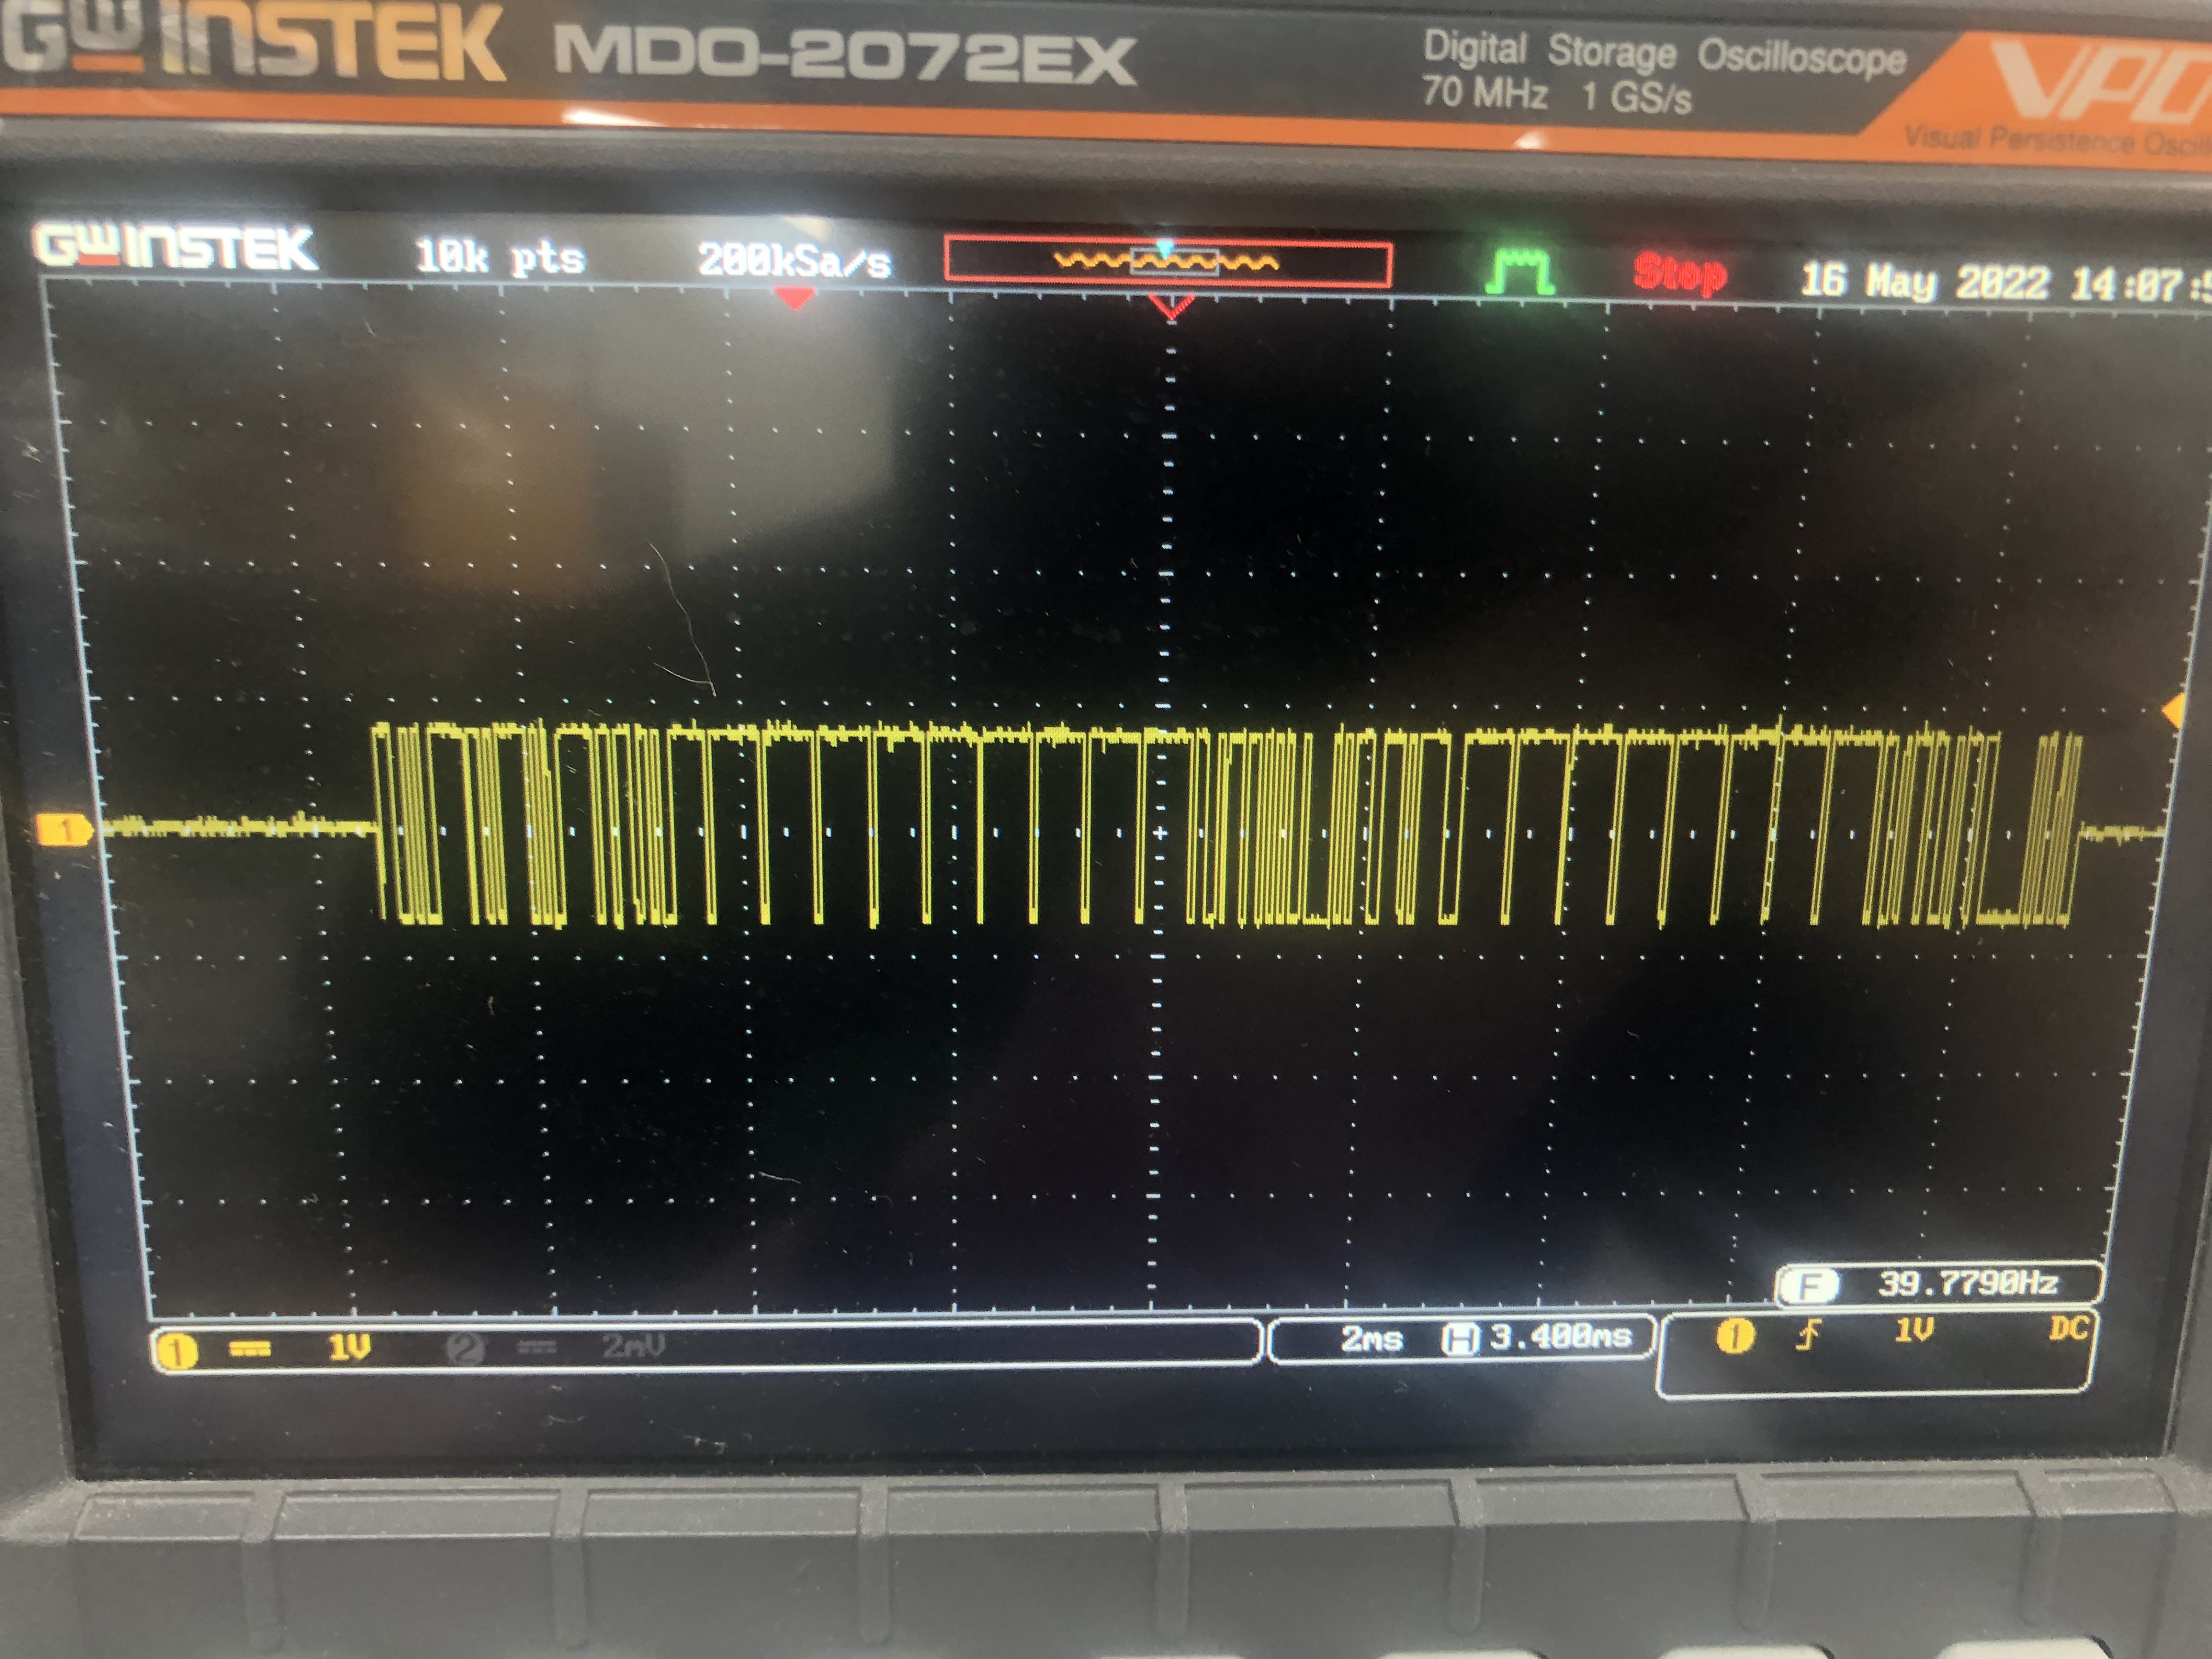 GW INSTEK MDO-2072EX Digital Storage Oscilloscope
70 MHz 1 GS/s
VPO
Visual Persistence
GW INSTEK 10k pts 200kSa/s Stop 16 May 2022 14:07:
1
F 39.7790Hz
1 1V 2 2mV 2ms H 3.400ms 1 1V DC